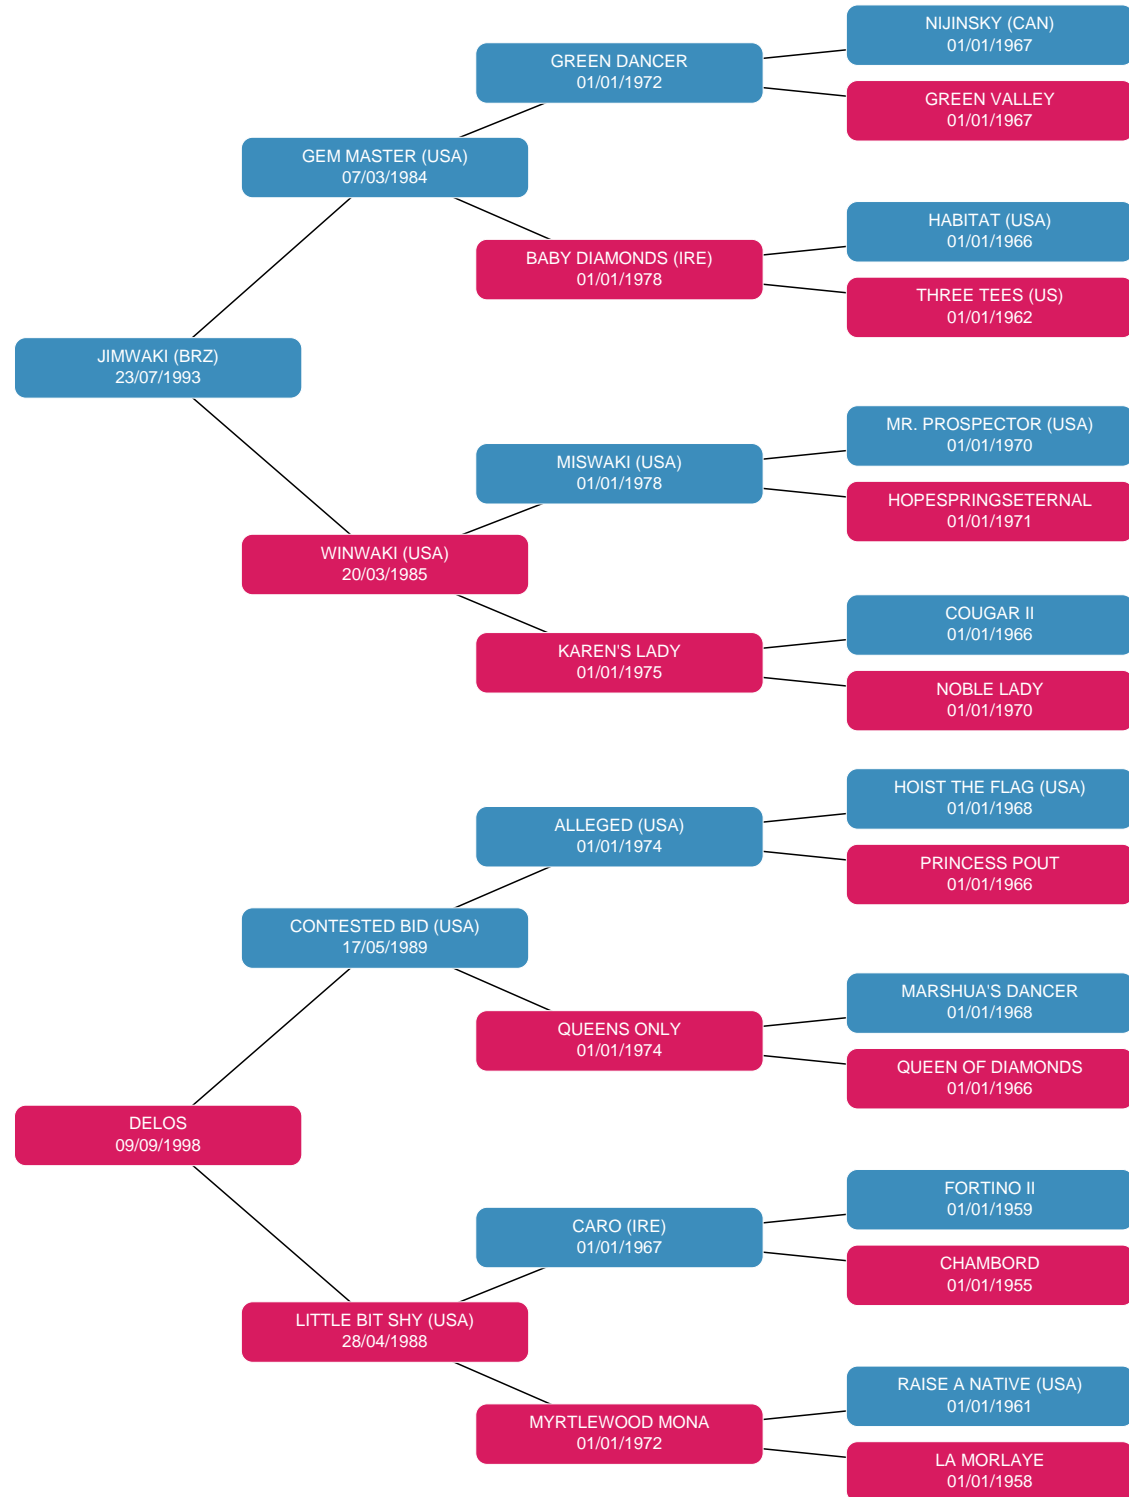 NIJINSKY (CAN)
01/01/1967
GREEN DANCER
01/01/1972
GREEN VALLEY
01/01/1967
GEM MASTER (USA)
07/03/1984
HABITAT (USA)
01/01/1966
BABY DIAMONDS (IRE)
01/01/1978
THREE TEES (US)
01/01/1962
JIMWAKI (BRZ)
23/07/1993
MR. PROSPECTOR (USA)
01/01/1970
MISWAKI (USA)
01/01/1978
HOPESPRINGSETERNAL
01/01/1971
WINWAKI (USA)
20/03/1985
COUGAR II
01/01/1966
KAREN'S LADY
01/01/1975
NOBLE LADY
01/01/1970
HOIST THE FLAG (USA)
01/01/1968
ALLEGED (USA)
01/01/1974
PRINCESS POUT
01/01/1966
CONTESTED BID (USA)
17/05/1989
MARSHUA'S DANCER
01/01/1968
QUEENS ONLY
01/01/1974
QUEEN OF DIAMONDS
01/01/1966
DELOS
09/09/1998
FORTINO II
01/01/1959
CARO (IRE)
01/01/1967
CHAMBORD
01/01/1955
LITTLE BIT SHY (USA)
28/04/1988
RAISE A NATIVE (USA)
01/01/1961
MYRTLEWOOD MONA
01/01/1972
LA MORLAYE
01/01/1958